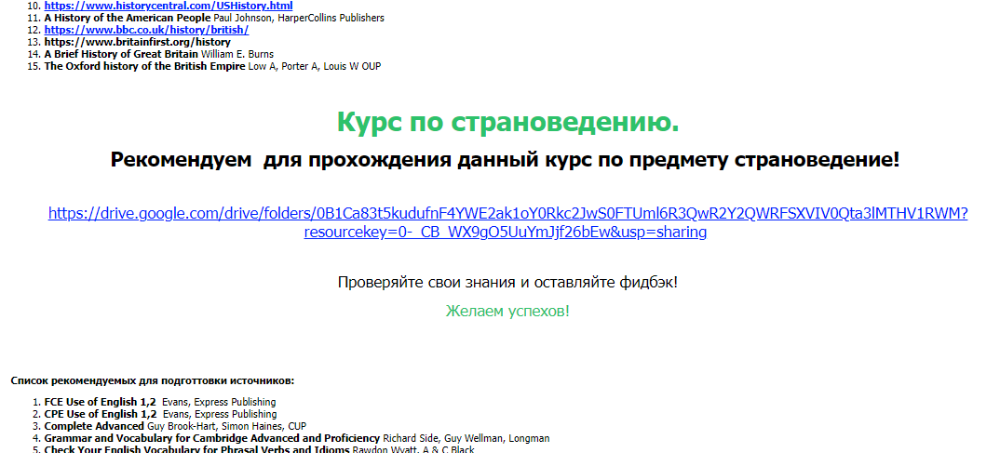 10. https://www.historycentral.com/USHistory.html
11. A History of the American People Paul Johnson, HarperCollins Publishers
12. https://www.bbc.co.uk/history/british/
13. https://www.britainfirst.org/history
14. A Brief History of Great Britain William E. Burns
15. The Oxford history of the British Empire Low A, Porter A, Louis W OUP
Курс по страноведению.
Рекомендуем для прохождения данный курс по предмету страноведение!
https://drive.google.com/drive/folders/0B1Ca83t5kudufnF4YWE2ak1oY0Rkc2JwS0FTUml6R3QwR2Y2QWRFSXVIV0Qta3lMTHV1RWM?
resourcekey=0-_CB_WX9gO5UuYmJjf26bEw&usp=sharing
Проверяйте свои знания и оставляйте фидбэк!
Желаем успехов!
Список рекомендуемых для подготтовки источников:
1. FCE Use of English 1,2 Evans, Express Publishing
2. CPE Use of English 1,2 Evans, Express Publishing
3. Complete Advanced Guy Brook-Hart, Simon Haines, CUP
4. Grammar and Vocabulary for Cambridge Advanced and Proficiency Richard Side, Guy Wellman, Longman
5. Check Your English Vocabulary for Phrasal Verbs and Idioms Rawdon Wyatt, A & C Black